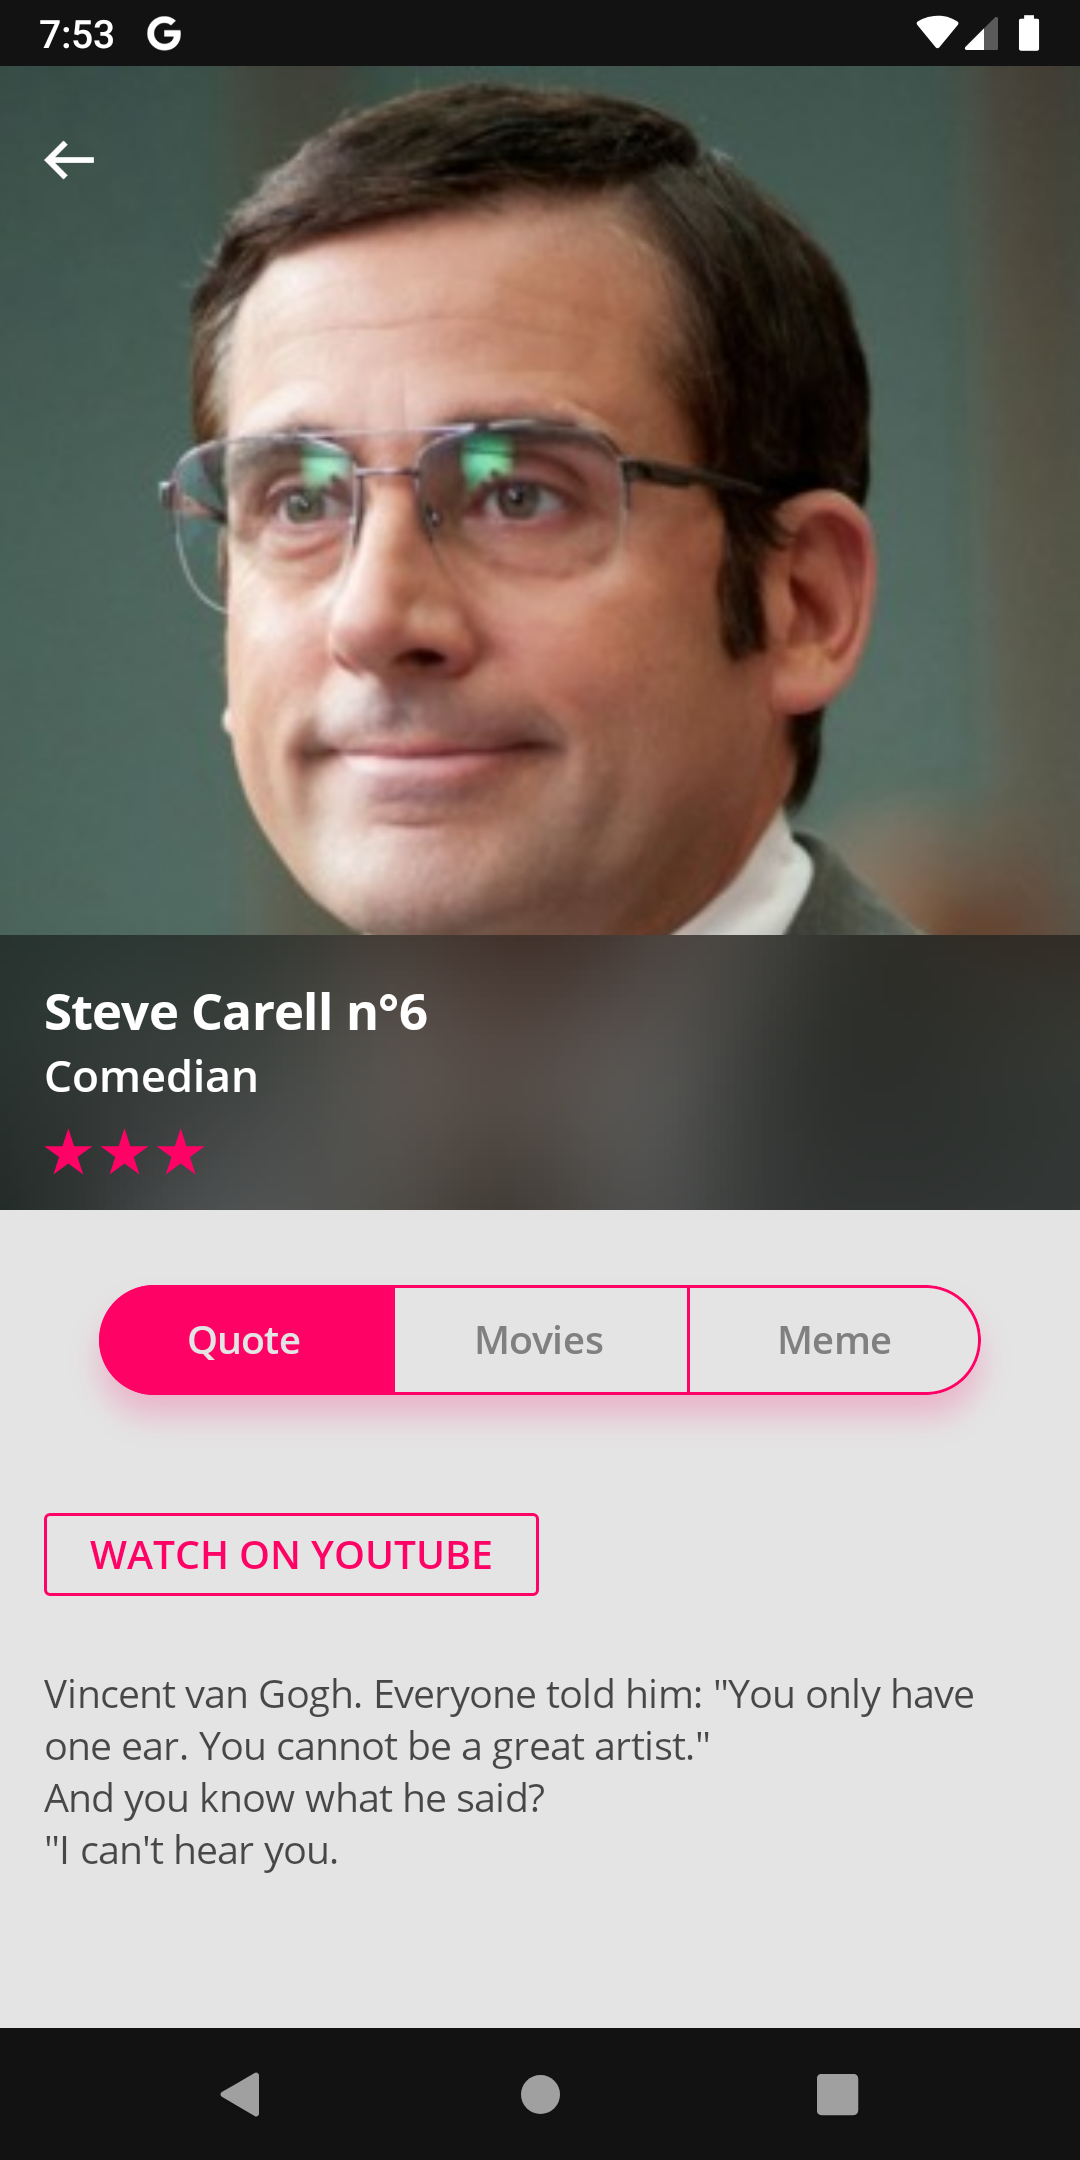 7:53
Steve Carell n°6
Comedian
★★★
Quote
Movies
Meme
WATCH ON YOUTUBE
Vincent van Gogh. Everyone told him: "You only have
one ear. You cannot be a great artist."
And you know what he said?
"I can't hear you.